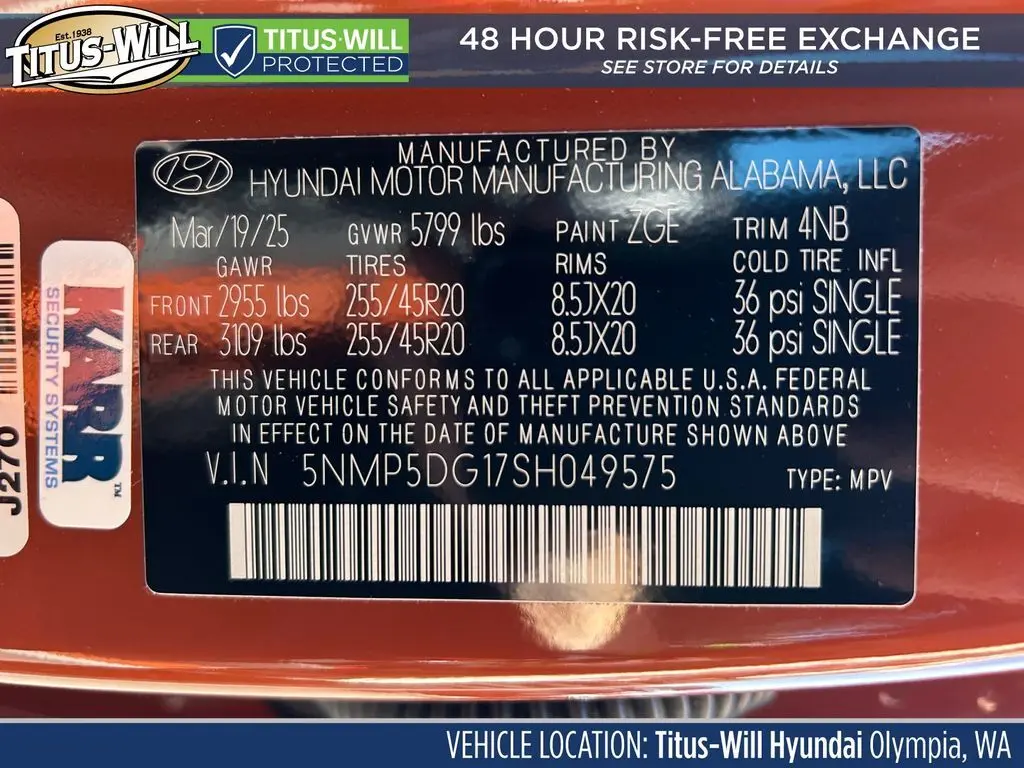 Est. 1938
TITUS-WILL
TITUS-WILL
PROTECTED
48 HOUR RISK-FREE EXCHANGE
SEE STORE FOR DETAILS
MANUFACTURED BY
HYUNDAI MOTOR MANUFACTURING ALABAMA, LLC
Mar/19/25 GVWR 5799 lbs PAINT ZGE TRIM 4NB
GAWR TIRES RIMS COLD TIRE INFL
FRONT 2955 lbs 255/45R20 8.5JX20 36 psi SINGLE
REAR 3109 lbs 255/45R20 8.5JX20 36 psi SINGLE
THIS VEHICLE CONFORMS TO ALL APPLICABLE U.S.A. FEDERAL
MOTOR VEHICLE SAFETY AND THEFT PREVENTION STANDARDS
IN EFFECT ON THE DATE OF MANUFACTURE SHOWN ABOVE
V.I.N 5NMP5DG17SH049575 TYPE: MPV
J270
KARR™
SECURITY SYSTEMS
VEHICLE LOCATION: Titus-Will Hyundai Olympia, WA